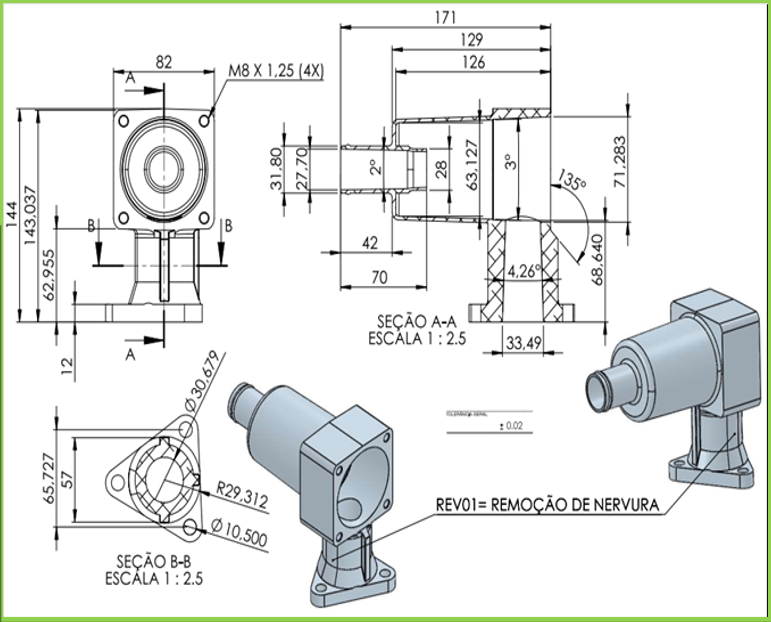 171
129
126
82
A
M8 X 1,25 (4X)
31,80
27,70
2°
28
63,127
3°
71,283
135°
144
143,037
62,955
12
B
B
A
42
70
4,26°
68,640
33,49
SEÇÃO A-A
ESCALA 1 : 2.5
Ø30,679
65,727
57
R29,312
Ø10,500
SEÇÃO B-B
ESCALA 1 : 2.5
TOLERANCIA GERAL
± 0.02
REV01= REMOÇÃO DE NERVURA